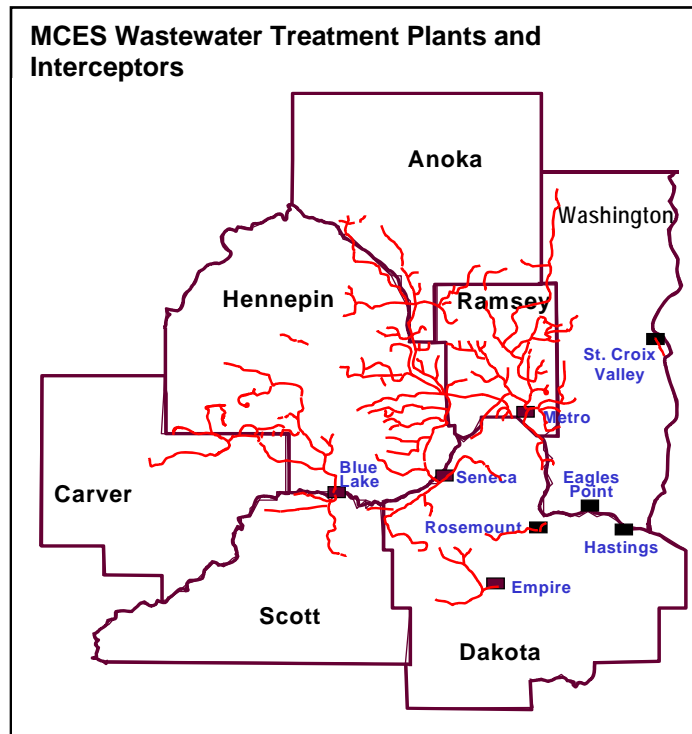 MCES Wastewater Treatment Plants and
Interceptors
Anoka
Washington
Hennepin
Ramsey
St. Croix
Valley
Metro
Blue
Lake
Seneca
Eagles
Point
Carver
Rosemount
Hastings
Empire
Scott
Dakota